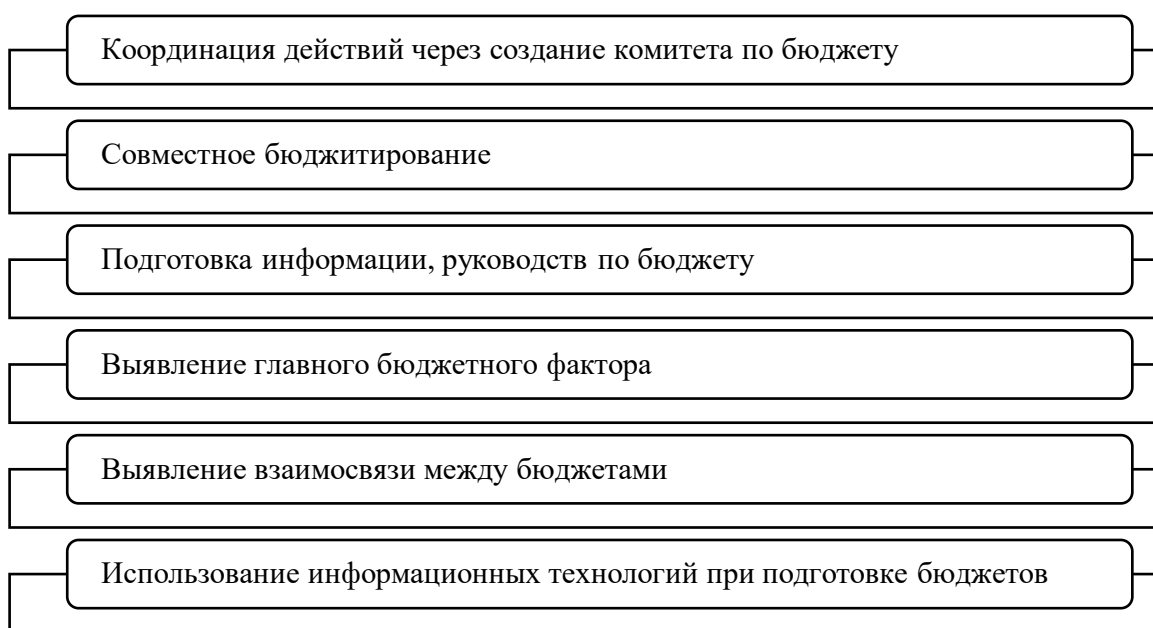 Координация действий через создание комитета по бюджету
Совместное бюджитирование
Подготовка информации, руководств по бюджету
Выявление главного бюджетного фактора
Выявление взаимосвязи между бюджетами
Использование информационных технологий при подготовке бюджетов